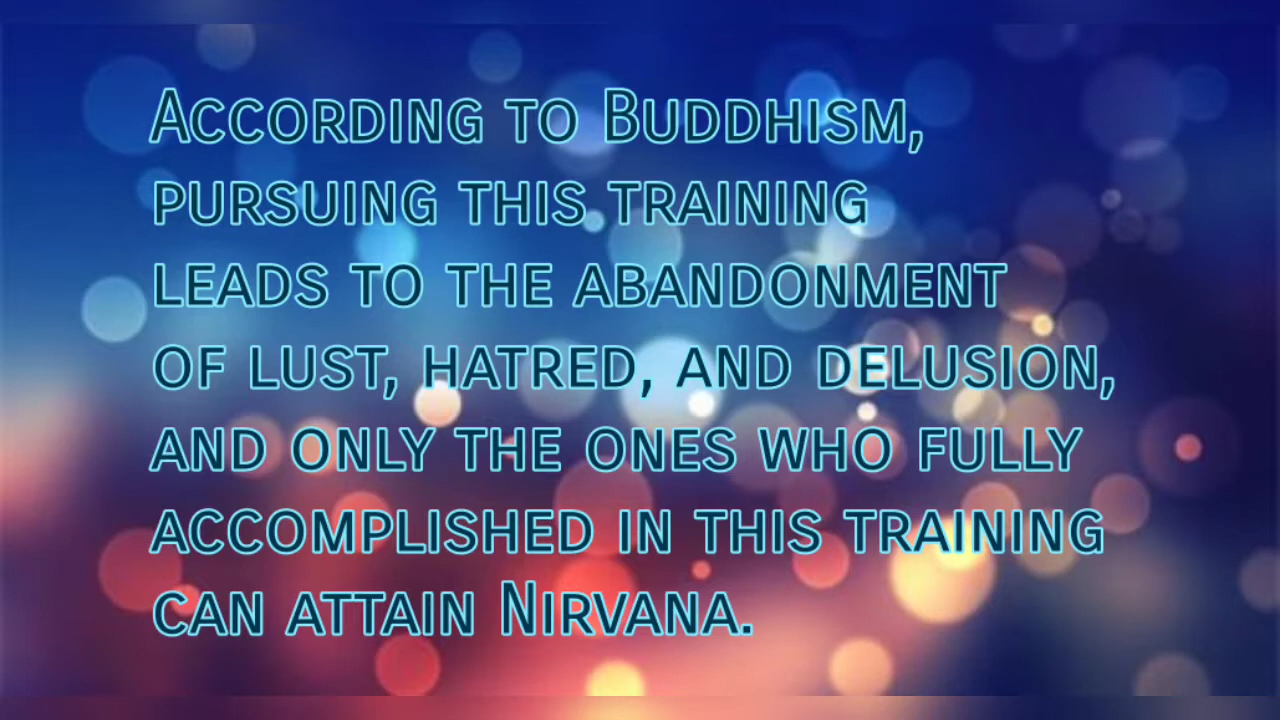 According to Buddhism,
pursuing this training
leads to the abandonment
of lust, hatred, and delusion,
and only the ones who fully
accomplished in this training
can attain Nirvana.